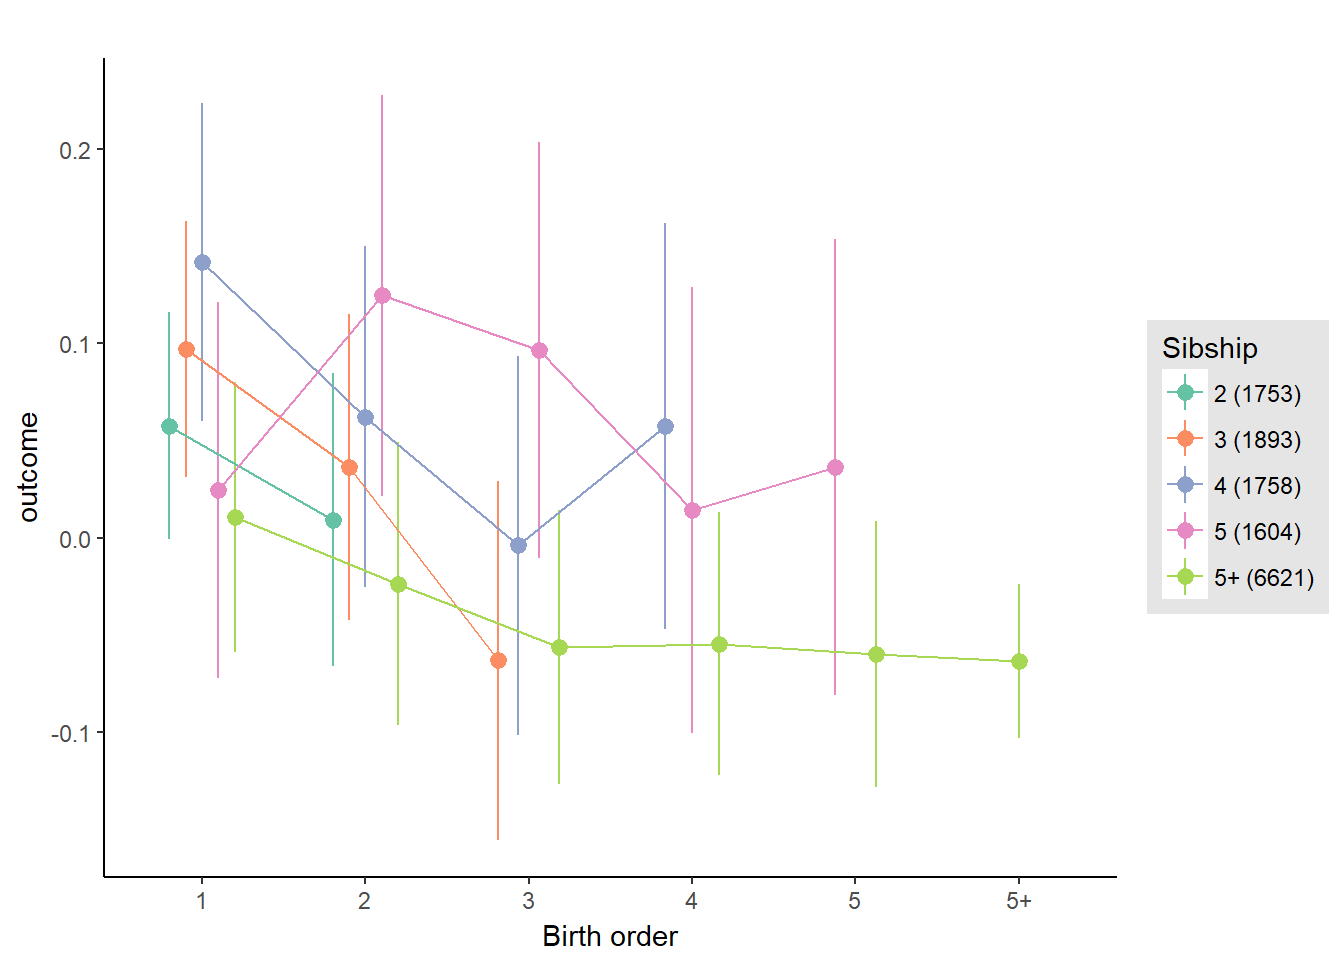 outcome
0.2
0.1
0.0
-0.1
1 2 3 4 5 5+
Birth order
Sibship
2 (1753)
3 (1893)
4 (1758)
5 (1604)
5+ (6621)